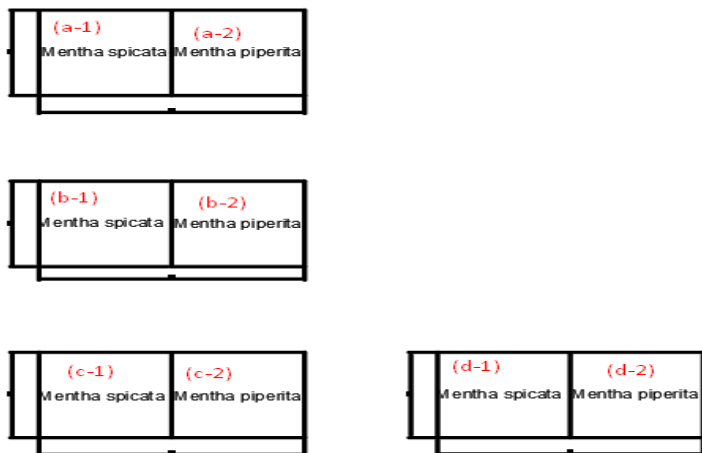 (a-1) (a-2)
Mentha spicata Mentha piperita
(b-1) (b-2)
Mentha spicata Mentha piperita
(c-1) (c-2) (d-1) (d-2)
Mentha spicata Mentha piperita Mentha spicata Mentha piperita